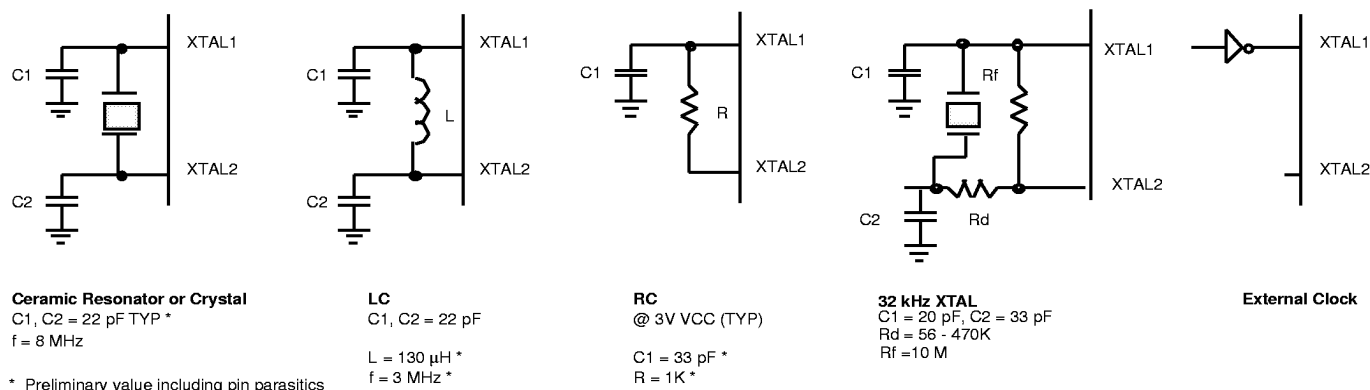 XTAL1
C1
XTAL2
C2
Ceramic Resonator or Crystal
C1, C2 = 22 pF TYP *
f = 8 MHz
* Preliminary value including pin parasitics
XTAL1
C1
L
XTAL2
C2
LC
C1, C2 = 22 pF
L = 130 μH *
f = 3 MHz *
XTAL1
C1
R
XTAL2
RC
@ 3V VCC (TYP)
C1 = 33 pF *
R = 1K *
XTAL1
C1
Rf
XTAL2
C2
Rd
32 kHz XTAL
C1 = 20 pF, C2 = 33 pF
Rd = 56 - 470K
Rf =10 M
XTAL1
XTAL2
External Clock